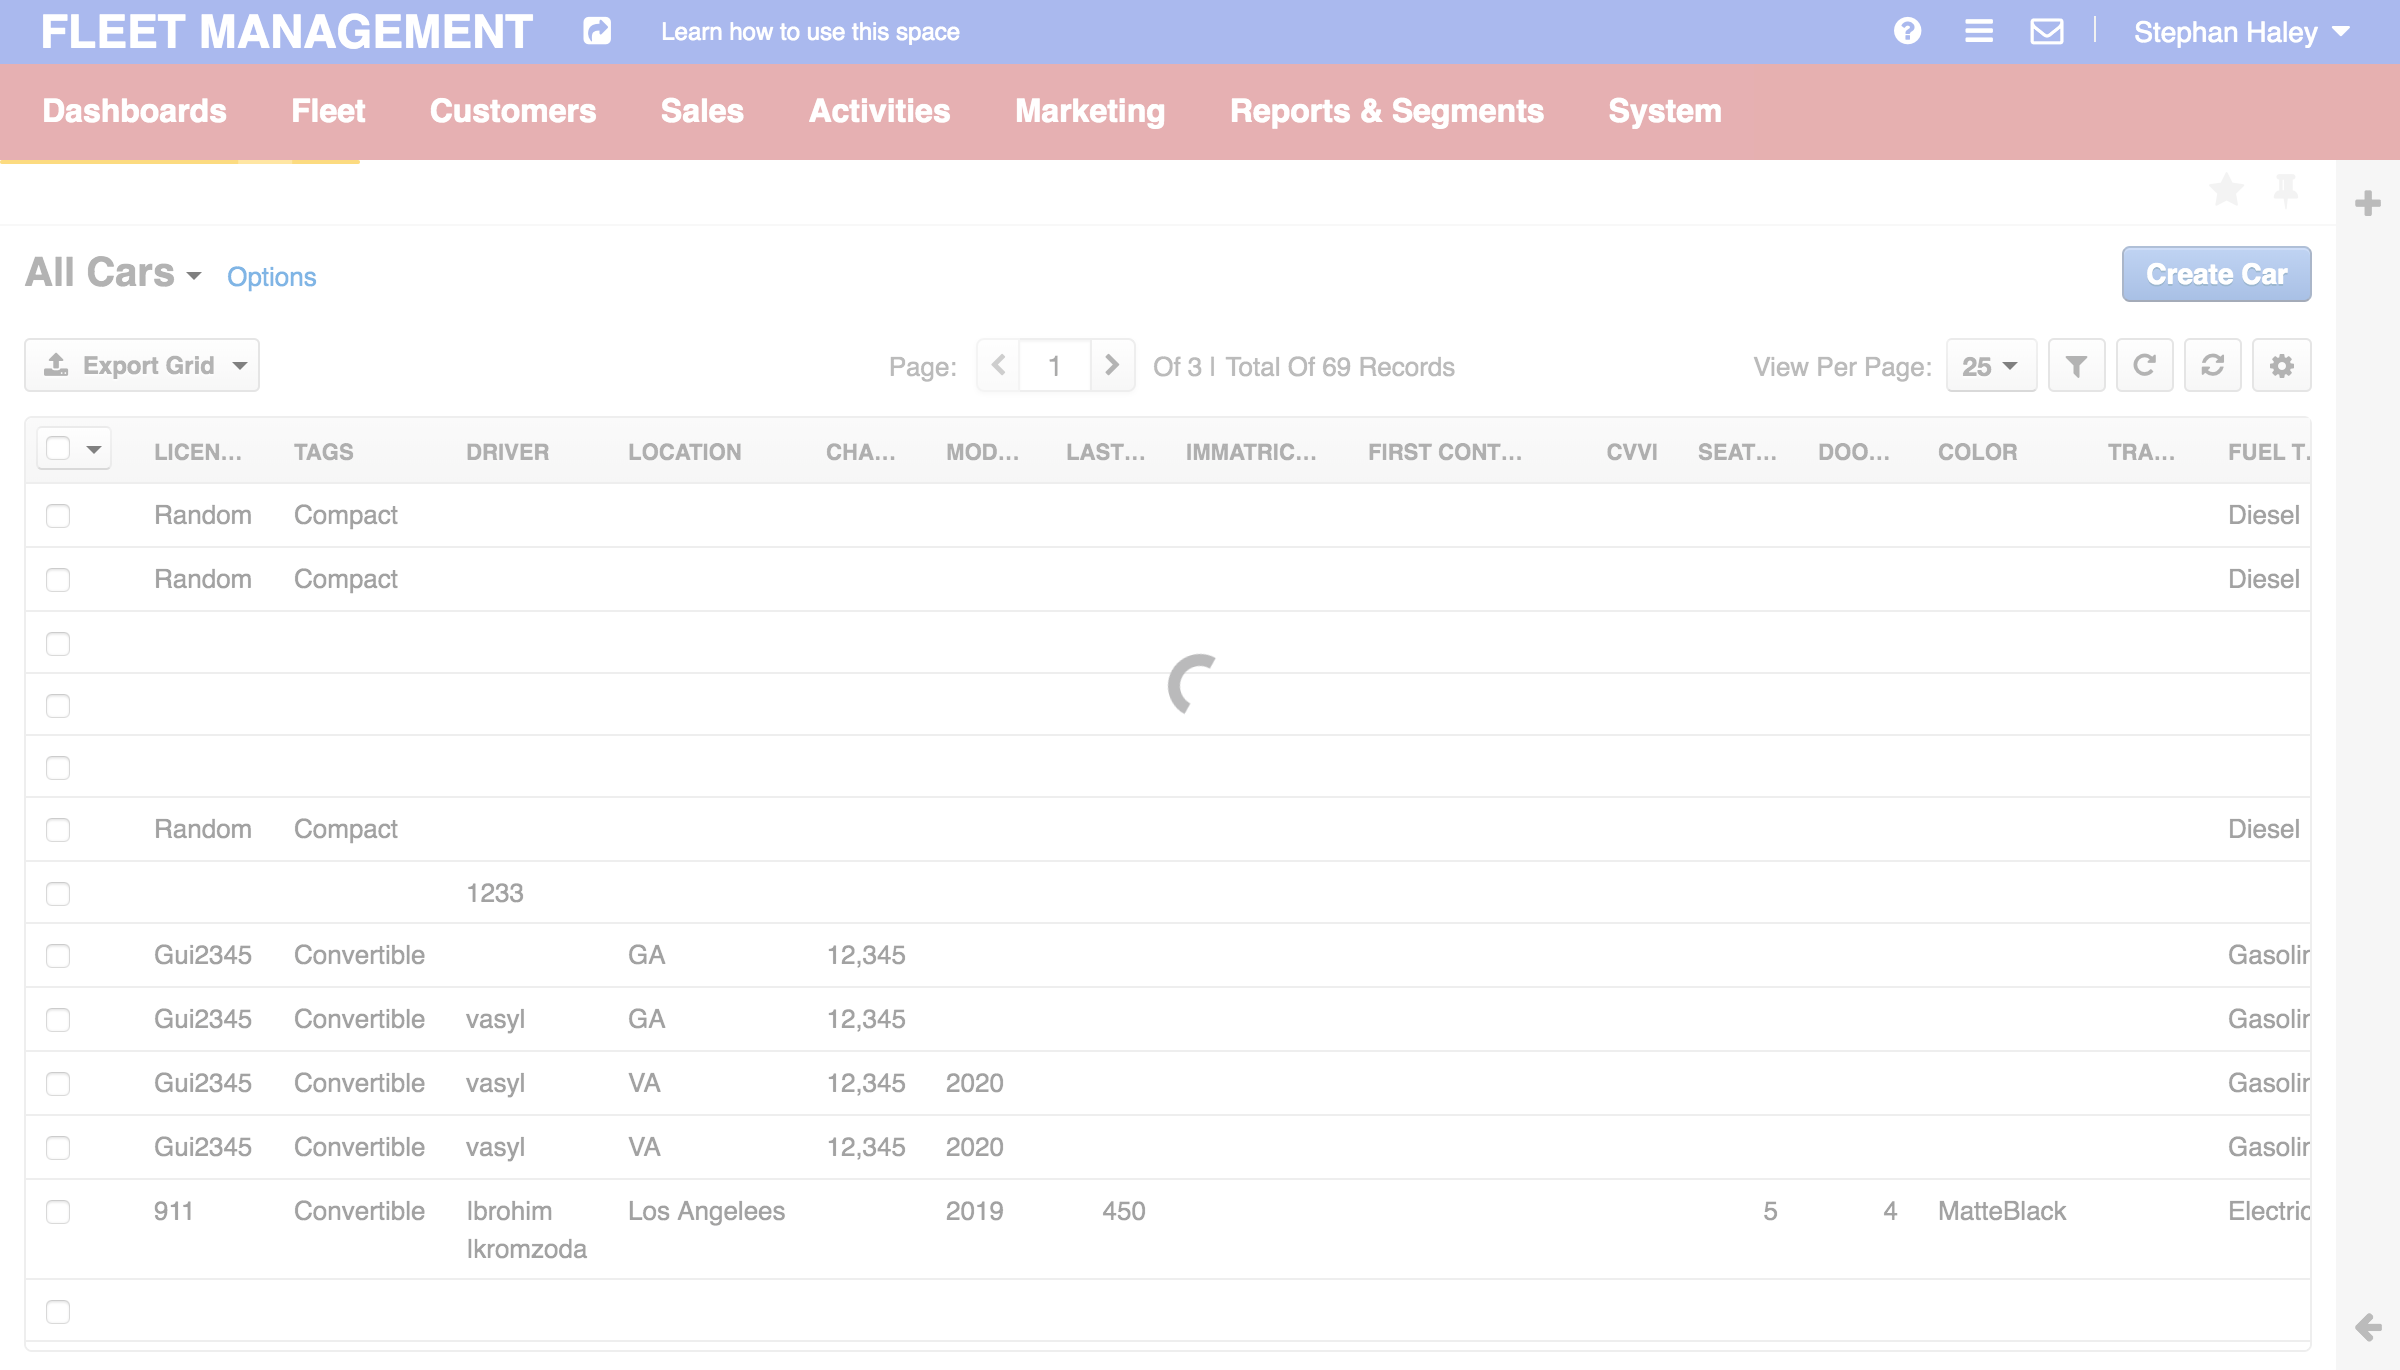 FLEET MANAGEMENT Learn how to use this space Stephan Haley
Dashboards Fleet Customers Sales Activities Marketing Reports & Segments System
All Cars Options Create Car
Export Grid Page: 1 Of 3 | Total Of 69 Records View Per Page: 25
LICEN... TAGS DRIVER LOCATION CHA... MOD... LAST... IMMATRIC... FIRST CONT... CVVI SEAT... DOO... COLOR TRA... FUEL T.
Random Compact Diesel
Random Compact Diesel
Random Compact Diesel
1233
Gui2345 Convertible GA 12,345 Gasolin
Gui2345 Convertible vasyl GA 12,345 Gasolin
Gui2345 Convertible vasyl VA 12,345 2020 Gasolin
Gui2345 Convertible vasyl VA 12,345 2020 Gasolin
911 Convertible Ibrohim Los Angelees 2019 450 5 4 MatteBlack Electric
Ikromzoda